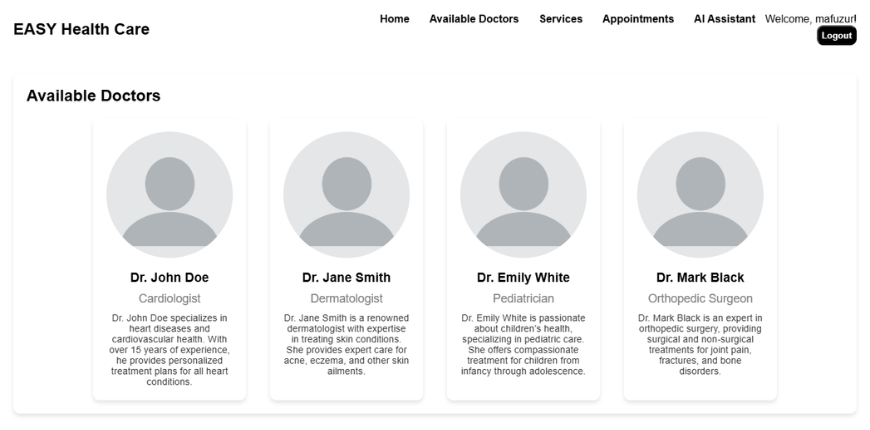 EASY Health Care
Home Available Doctors Services Appointments AI Assistant Welcome, mafuzur!
Logout
Available Doctors
Dr. John Doe
Cardiologist
Dr. John Doe specializes in
heart diseases and
cardiovascular health. With
over 15 years of experience,
he provides personalized
treatment plans for all heart
conditions.
Dr. Jane Smith
Dermatologist
Dr. Jane Smith is a renowned
dermatologist with expertise
in treating skin conditions.
She provides expert care for
acne, eczema, and other skin
ailments.
Dr. Emily White
Pediatrician
Dr. Emily White is passionate
about children's health,
specializing in pediatric care.
She offers compassionate
treatment for children from
infancy through adolescence.
Dr. Mark Black
Orthopedic Surgeon
Dr. Mark Black is an expert in
orthopedic surgery, providing
surgical and non-surgical
treatments for joint pain,
fractures, and bone
disorders.